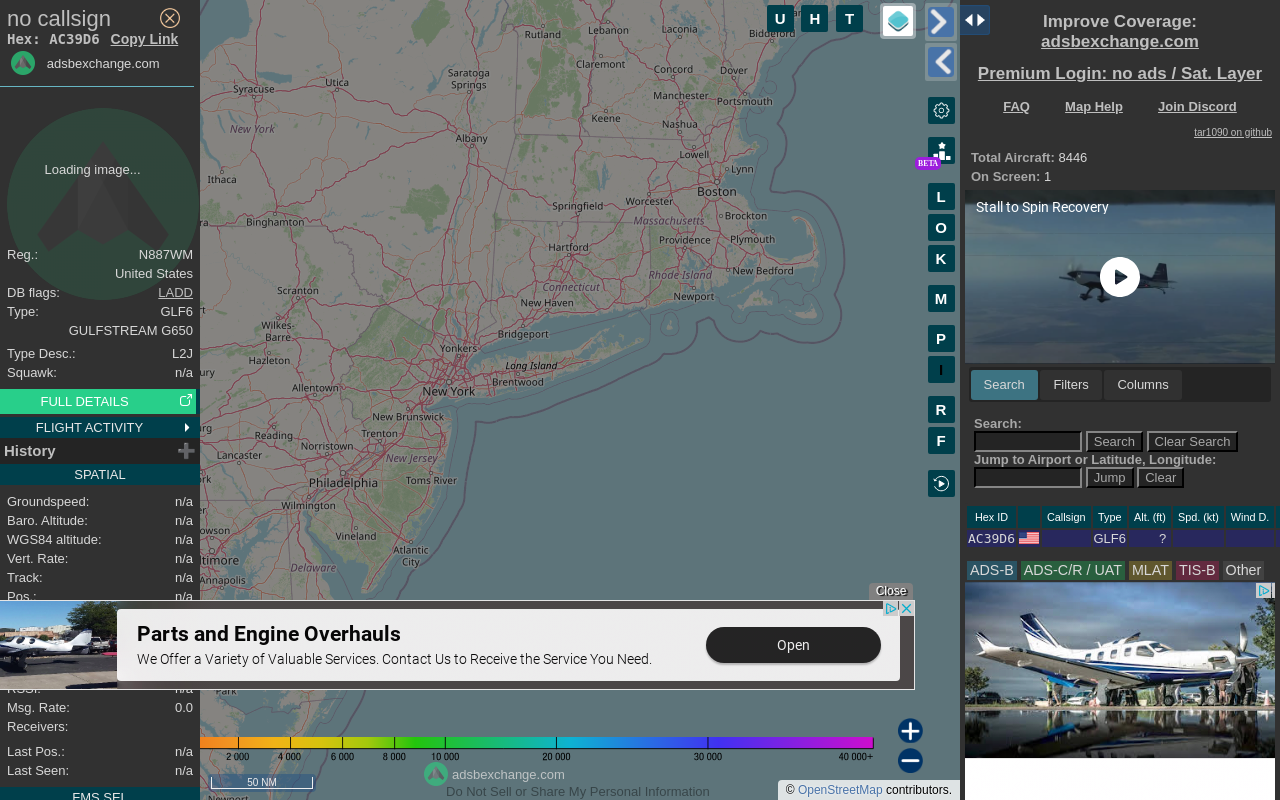 no callsign
Hex: AC39D6 Copy Link
adsbexchange.com
Loading image...
Reg.: N887WM
United States
DB flags: LADD
Type: GLF6
GULFSTREAM G650
Type Desc.: L2J
Squawk: n/a
FULL DETAILS
FLIGHT ACTIVITY
History
SPATIAL
Groundspeed: n/a
Baro. Altitude: n/a
WGS84 altitude: n/a
Vert. Rate: n/a
Track: n/a
Pos.: n/a
RSSI: n/a
Msg. Rate: 0.0
Receivers:
Last Pos.: n/a
Last Seen: n/a
FMS SEL
U H T
L
O
K
M
P
I
R
F
BETA
Rutland
Lebanon
Laconia
Biddeford
Claremont
Concord
Dover
Saratoga
Springs
Utica
Syracuse
Manchester
Portsmouth
Keene
Nashua
New York
Albany
Lowell
Lynn
Ithaca
Boston
Worcester
Springfield
Massachusetts
Brockton
Binghamton
Hartford
Providence
Plymouth
New Bedford
Rhode Island
Connecticut
Newport
Scranton
New Haven
Wilkes-
Barre
Bridgeport
Yonkers
Hazleton
Long Island
Brentwood
New York
Allentown
New Brunswick
Reading
Trenton
Norristown
Lancaster
New Jersey
Philadelphia
Toms River
Wilmington
Vineland
Atlantic
City
Annapolis
Delaware
Park
Close
Parts and Engine Overhauls
We Offer a Variety of Valuable Services. Contact Us to Receive the Service You Need.
Open
2 000 4 000 6 000 8 000 10 000 20 000 30 000 40 000+
adsbexchange.com
50 NM
Do Not Sell or Share My Personal Information
© OpenStreetMap contributors.
Newport
Improve Coverage:
adsbexchange.com
Premium Login: no ads / Sat. Layer
FAQ Map Help Join Discord
tar1090 on github
Total Aircraft: 8446
On Screen: 1
Stall to Spin Recovery
Search Filters Columns
Search:
Search Clear Search
Jump to Airport or Latitude, Longitude:
Jump Clear
Hex ID Callsign Type Alt. (ft) Spd. (kt) Wind D.
AC39D6 GLF6 ?
ADS-B ADS-C/R / UAT MLAT TIS-B Other